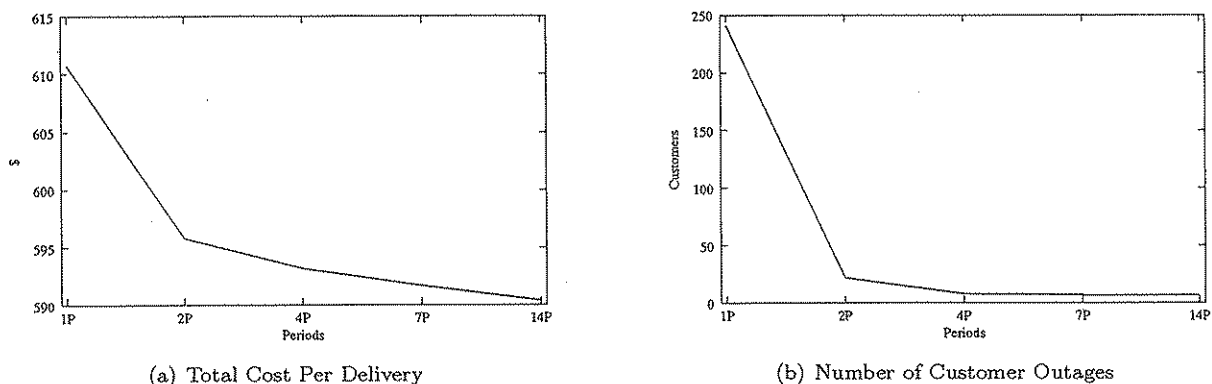 615
610
605
600
595
590
$
1P
2P
4P
7P
14P
Periods
(a) Total Cost Per Delivery
250
200
150
100
50
0
Customers
1P
2P
4P
7P
14P
Periods
(b) Number of Customer Outages